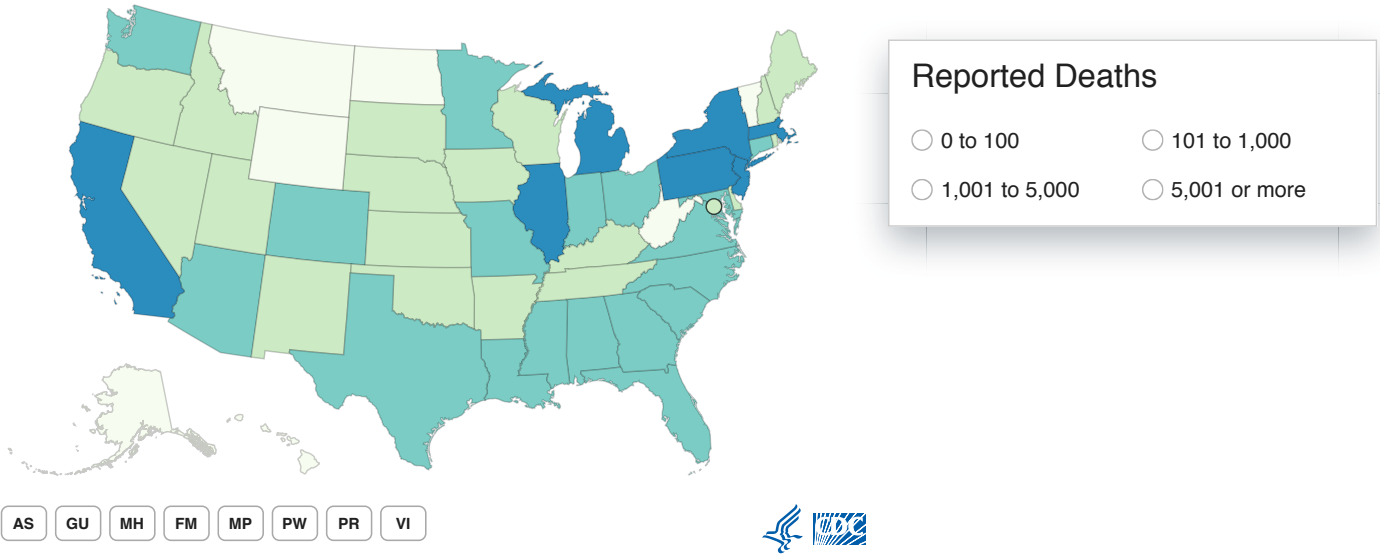 Reported Deaths
0 to 100
101 to 1,000
1,001 to 5,000
5,001 or more
AS
GU
MH
FM
MP
PW
PR
VI
CDC